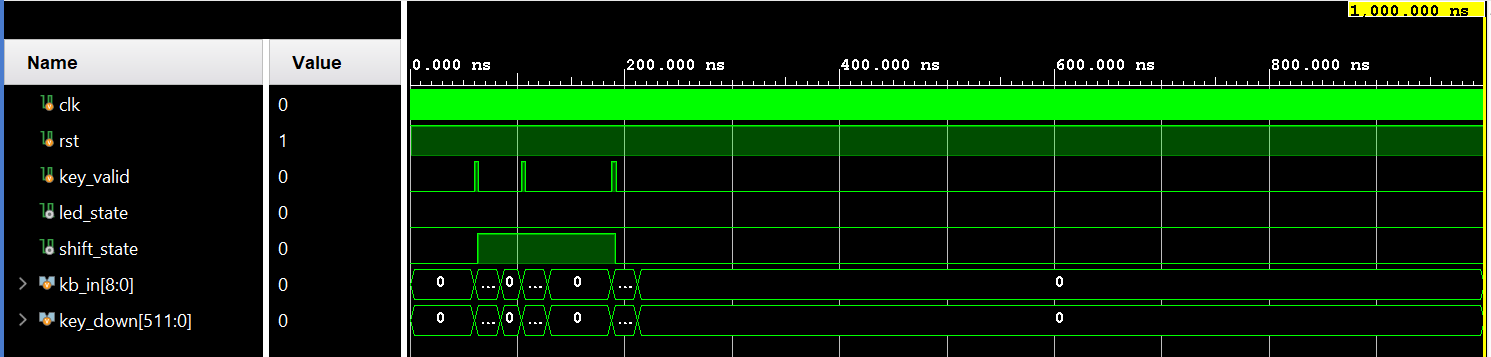 1,000.000 ns
Name Value
0.000 ns 200.000 ns 400.000 ns 600.000 ns 800.000 ns
clk 0
rst 1
key_valid 0
led_state 0
shift_state 0
kb_in[8:0] 0 0 ... 0 ... 0 ... 0
key_down[511:0] 0 0 ... 0 ... 0 ... 0